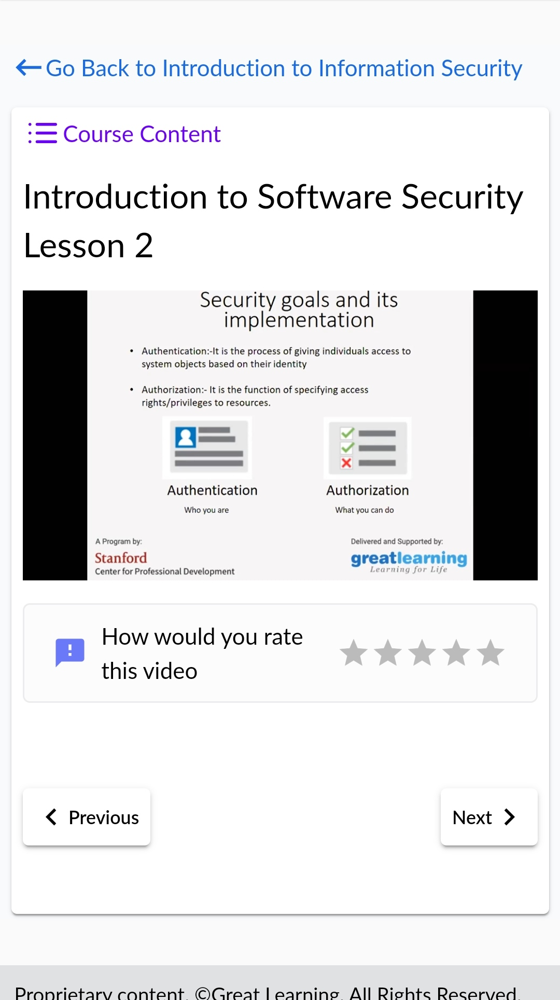 Go Back to Introduction to Information Security
Course Content
Introduction to Software Security
Lesson 2
Security goals and its
implementation
• Authentication:-It is the process of giving individuals access to
system objects based on their identity
• Authorization:- It is the function of specifying access
rights/privileges to resources.
Authentication
Who you are
Authorization
What you can do
A Program by:
Stanford
Center for Professional Development
Delivered and Supported by:
greatlearning
Learning for Life
How would you rate
this video
Previous
Next
Proprietary content. ©Great Learning. All Rights Reserved.